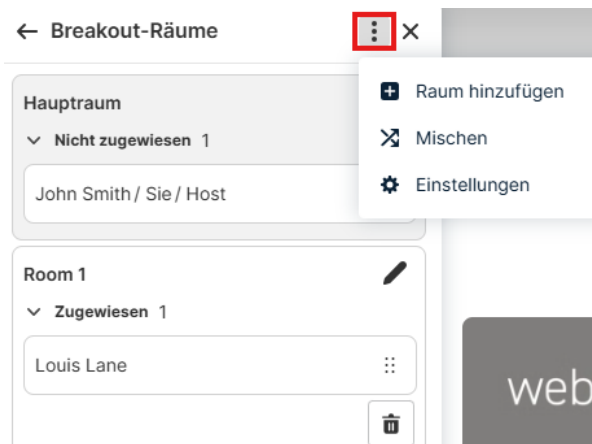 Breakout-Räume
Hauptraum
Raum hinzufügen
Nicht zugewiesen 1
Mischen
John Smith / Sie / Host
Einstellungen
Room 1
Zugewiesen 1
Louis Lane
web